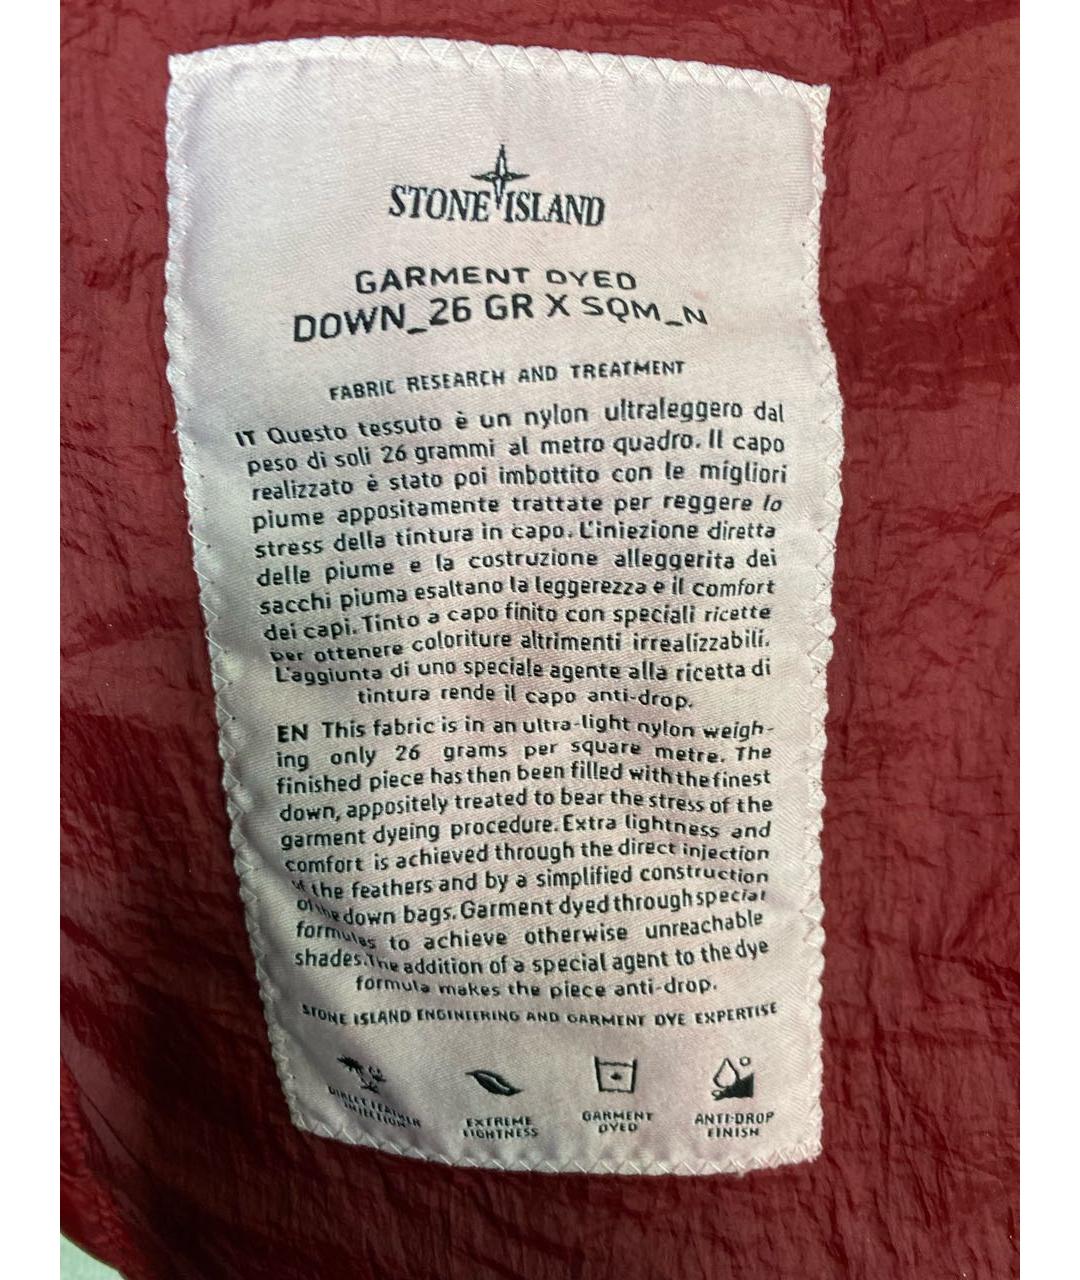 STONE ISLAND
GARMENT DYED
DOWN_26 GR X SQM_N
FABRIC RESEARCH AND TREATMENT
IT Questo tessuto è un nylon ultraleggero dal
peso di soli 26 grammi al metro quadro. Il capo
realizzato è stato poi imbottito con le migliori
piume appositamente trattate per reggere lo
stress della tintura in capo. L'iniezione diretta
delle piume e la costruzione alleggerita dei
sacchi piuma esaltano la leggerezza e il comfort
dei capi. Tinto a capo finito con speciali ricette
per ottenere coloriture altrimenti irrealizzabili.
L'aggiunta di uno speciale agente alla ricetta di
tintura rende il capo anti-drop.
EN This fabric is in an ultra-light nylon weigh-
ing only 26 grams per square metre. The
finished piece has then been filled with the finest
down, appositely treated to bear the stress of the
garment dyeing procedure. Extra lightness and
comfort is achieved through the direct injection
of the feathers and by a simplified construction
of the down bags. Garment dyed through special
formulas to achieve otherwise unreachable
shades. The addition of a special agent to the dye
formula makes the piece anti-drop.
STONE ISLAND ENGINEERING AND GARMENT DYE EXPERTISE
DIRECT FEATHER
INJECTION
EXTREME
LIGHTNESS
GARMENT
DYED
ANTI-DROP
FINISH